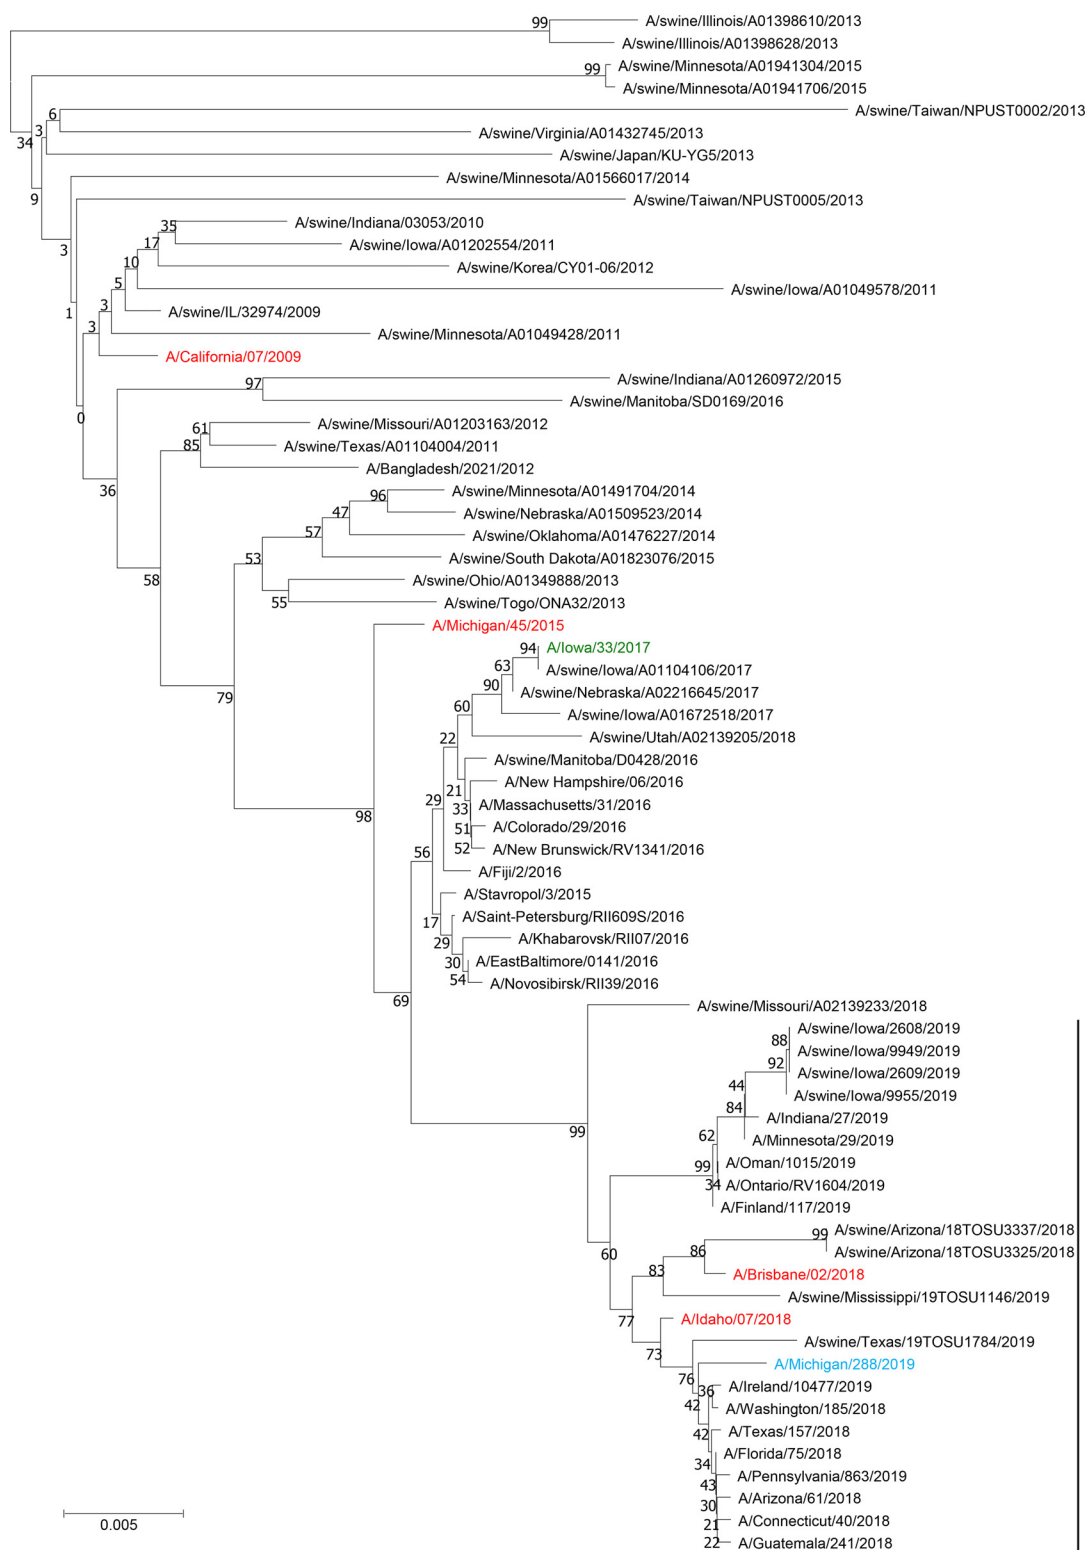 99
A/swine/Illinois/A01398610/2013
A/swine/Illinois/A01398628/2013
99
A/swine/Minnesota/A01941304/2015
A/swine/Minnesota/A01941706/2015
6
A/swine/Taiwan/NPUST0002/2013
3
34
A/swine/Virginia/A01432745/2013
A/swine/Japan/KU-YG5/2013
A/swine/Minnesota/A01566017/2014
9
A/swine/Taiwan/NPUST0005/2013
35
A/swine/Indiana/03053/2010
17
A/swine/Iowa/A01202554/2011
3
10
A/swine/Korea/CY01-06/2012
5
A/swine/Iowa/A01049578/2011
3
A/swine/IL/32974/2009
1
3
A/swine/Minnesota/A01049428/2011
A/California/07/2009
97
A/swine/Indiana/A01260972/2015
A/swine/Manitoba/SD0169/2016
0
61
A/swine/Missouri/A01203163/2012
85
A/swine/Texas/A01104004/2011
A/Bangladesh/2021/2012
36
96
A/swine/Minnesota/A01491704/2014
47
A/swine/Nebraska/A01509523/2014
57
A/swine/Oklahoma/A01476227/2014
53
A/swine/South Dakota/A01823076/2015
58
A/swine/Ohio/A01349888/2013
55
A/swine/Togo/ONA32/2013
A/Michigan/45/2015
94
A/Iowa/33/2017
63
A/swine/Iowa/A01104106/2017
90
A/swine/Nebraska/A02216645/2017
79
60
A/swine/Iowa/A01672518/2017
22
A/swine/Utah/A02139205/2018
A/swine/Manitoba/D0428/2016
21
A/New Hampshire/06/2016
29
33
A/Massachusetts/31/2016
98
51
A/Colorado/29/2016
56
52
A/New Brunswick/RV1341/2016
A/Fiji/2/2016
A/Stavropol/3/2015
17
A/Saint-Petersburg/RII609S/2016
29
A/Khabarovsk/RII07/2016
30
A/EastBaltimore/0141/2016
54
A/Novosibirsk/RII39/2016
69
A/swine/Missouri/A02139233/2018
A/swine/Iowa/2608/2019
88
A/swine/Iowa/9949/2019
92
A/swine/Iowa/2609/2019
44
A/swine/Iowa/9955/2019
84
A/Indiana/27/2019
99
62
A/Minnesota/29/2019
99
A/Oman/1015/2019
34
A/Ontario/RV1604/2019
A/Finland/117/2019
99
A/swine/Arizona/18TOSU3337/2018
60
86
A/swine/Arizona/18TOSU3325/2018
83
A/Brisbane/02/2018
A/swine/Mississippi/19TOSU1146/2019
77
A/Idaho/07/2018
73
A/swine/Texas/19TOSU1784/2019
A/Michigan/288/2019
76
36
A/Ireland/10477/2019
42
A/Washington/185/2018
42
A/Texas/157/2018
34
A/Florida/75/2018
43
A/Pennsylvania/863/2019
30
A/Arizona/61/2018
21
A/Connecticut/40/2018
22
A/Guatemala/241/2018
0.005